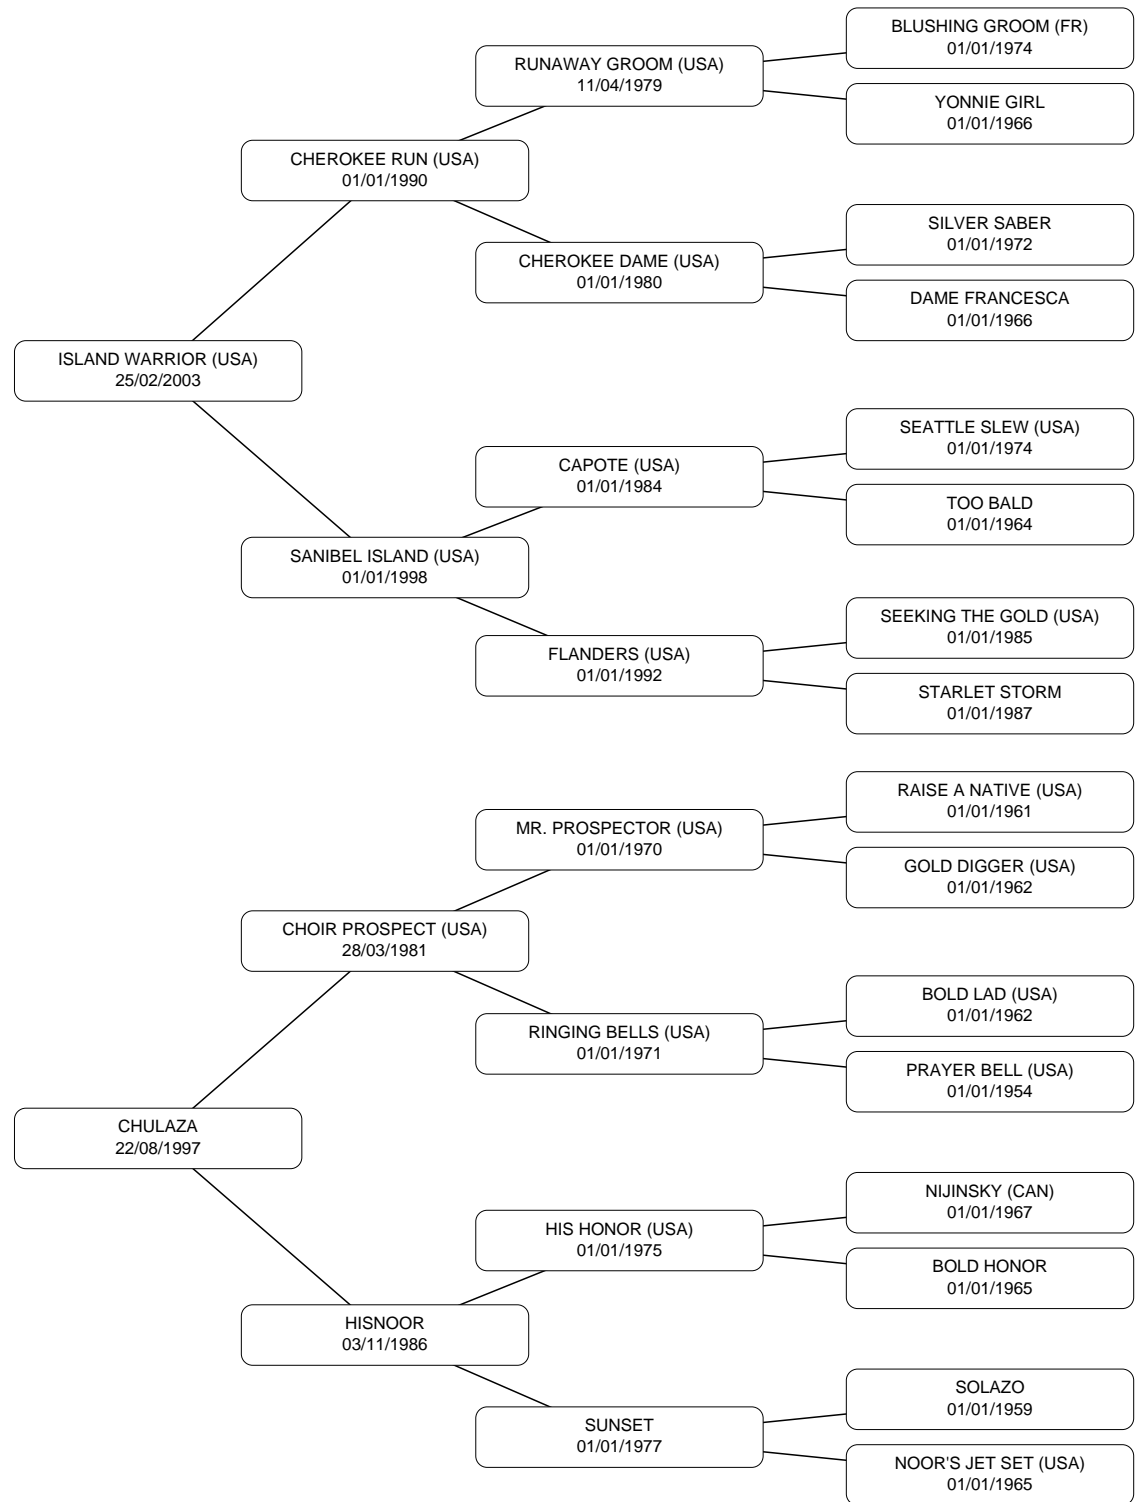 BLUSHING GROOM (FR)
01/01/1974
RUNAWAY GROOM (USA)
11/04/1979
YONNIE GIRL
01/01/1966
CHEROKEE RUN (USA)
01/01/1990
SILVER SABER
01/01/1972
CHEROKEE DAME (USA)
01/01/1980
DAME FRANCESCA
01/01/1966
ISLAND WARRIOR (USA)
25/02/2003
SEATTLE SLEW (USA)
01/01/1974
CAPOTE (USA)
01/01/1984
TOO BALD
01/01/1964
SANIBEL ISLAND (USA)
01/01/1998
SEEKING THE GOLD (USA)
01/01/1985
FLANDERS (USA)
01/01/1992
STARLET STORM
01/01/1987
RAISE A NATIVE (USA)
01/01/1961
MR. PROSPECTOR (USA)
01/01/1970
GOLD DIGGER (USA)
01/01/1962
CHOIR PROSPECT (USA)
28/03/1981
BOLD LAD (USA)
01/01/1962
RINGING BELLS (USA)
01/01/1971
PRAYER BELL (USA)
01/01/1954
CHULAZA
22/08/1997
NIJINSKY (CAN)
01/01/1967
HIS HONOR (USA)
01/01/1975
BOLD HONOR
01/01/1965
HISNOOR
03/11/1986
SOLAZO
01/01/1959
SUNSET
01/01/1977
NOOR'S JET SET (USA)
01/01/1965